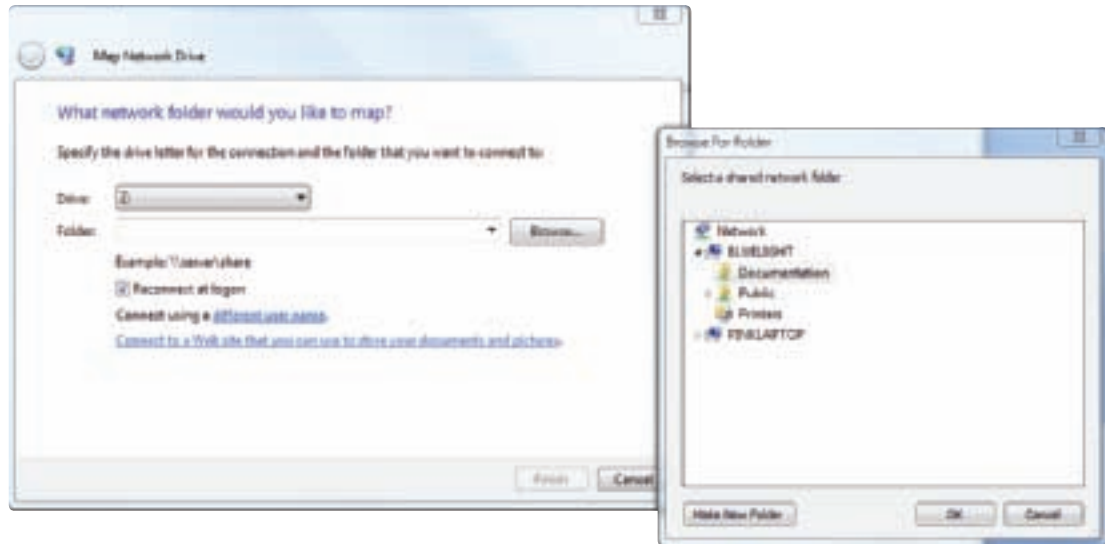 Map Network Drive
What network folder would you like to map?
Specify the drive letter for the connection and the folder that you want to connect to:
Drive: Z:
Folder: Browse...
Example: \\server\share
Reconnect at logon
Connect using a different user name.
Connect to a Web site that you can use to store your documents and pictures.
Finish Cancel
Browse For Folder
Select a shared network folder
Network
BLUELIGHT
Documentation
Public
Printers
PINKLAPTOP
Make New Folder OK Cancel